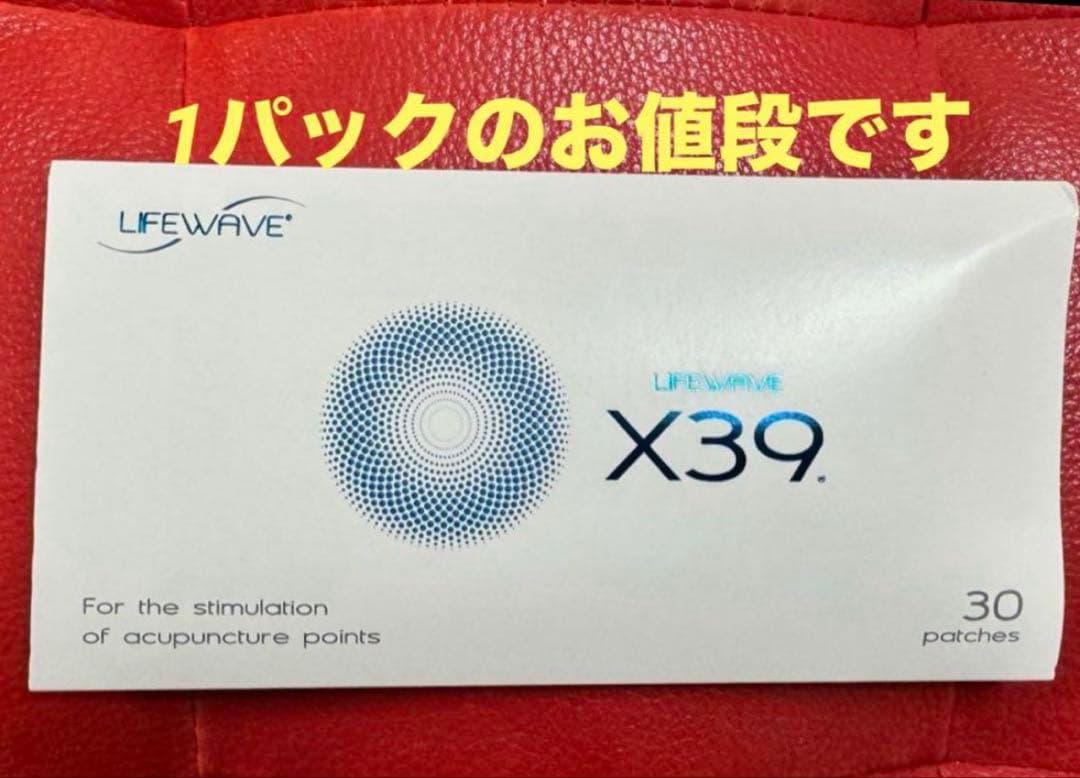 1パックのお値段です
LIFEWAVE
LIFEWAVE
X39
For the stimulation
of acupuncture points
30
patches